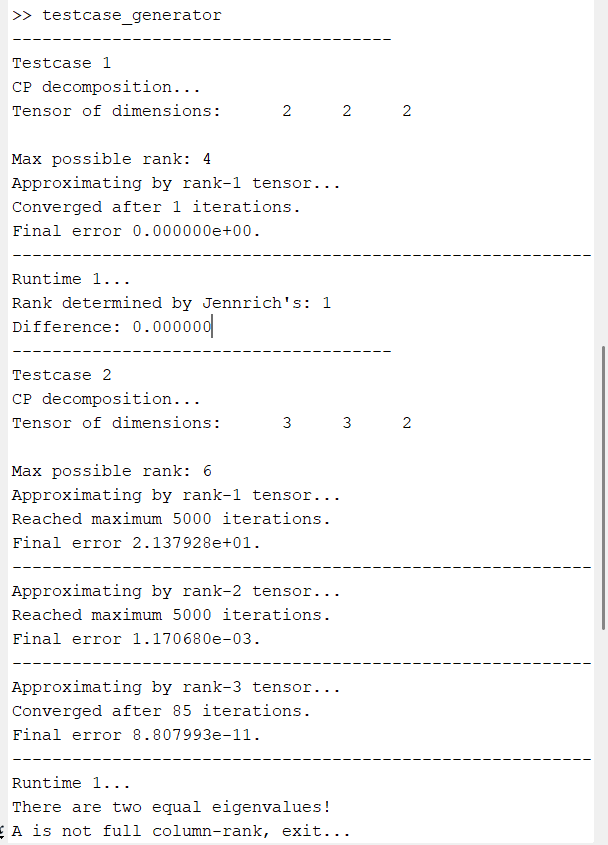 >> testcase_generator
--------------------------------------
Testcase 1
CP decomposition...
Tensor of dimensions:      2     2     2
Max possible rank: 4
Approximating by rank-1 tensor...
Converged after 1 iterations.
Final error 0.000000e+00.
----------------------------------------------------------
Runtime 1...
Rank determined by Jennrich's: 1
Difference: 0.000000
--------------------------------------
Testcase 2
CP decomposition...
Tensor of dimensions:      3     3     2
Max possible rank: 6
Approximating by rank-1 tensor...
Reached maximum 5000 iterations.
Final error 2.137928e+01.
----------------------------------------------------------
Approximating by rank-2 tensor...
Reached maximum 5000 iterations.
Final error 1.170680e-03.
----------------------------------------------------------
Approximating by rank-3 tensor...
Converged after 85 iterations.
Final error 8.807993e-11.
----------------------------------------------------------
Runtime 1...
There are two equal eigenvalues!
A is not full column-rank, exit...